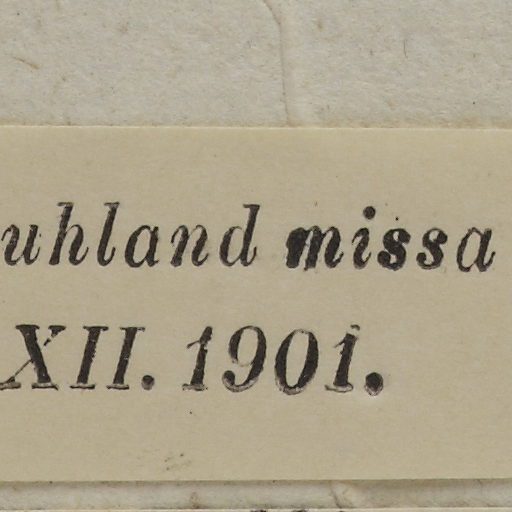 uhland missa
XII. 1901.